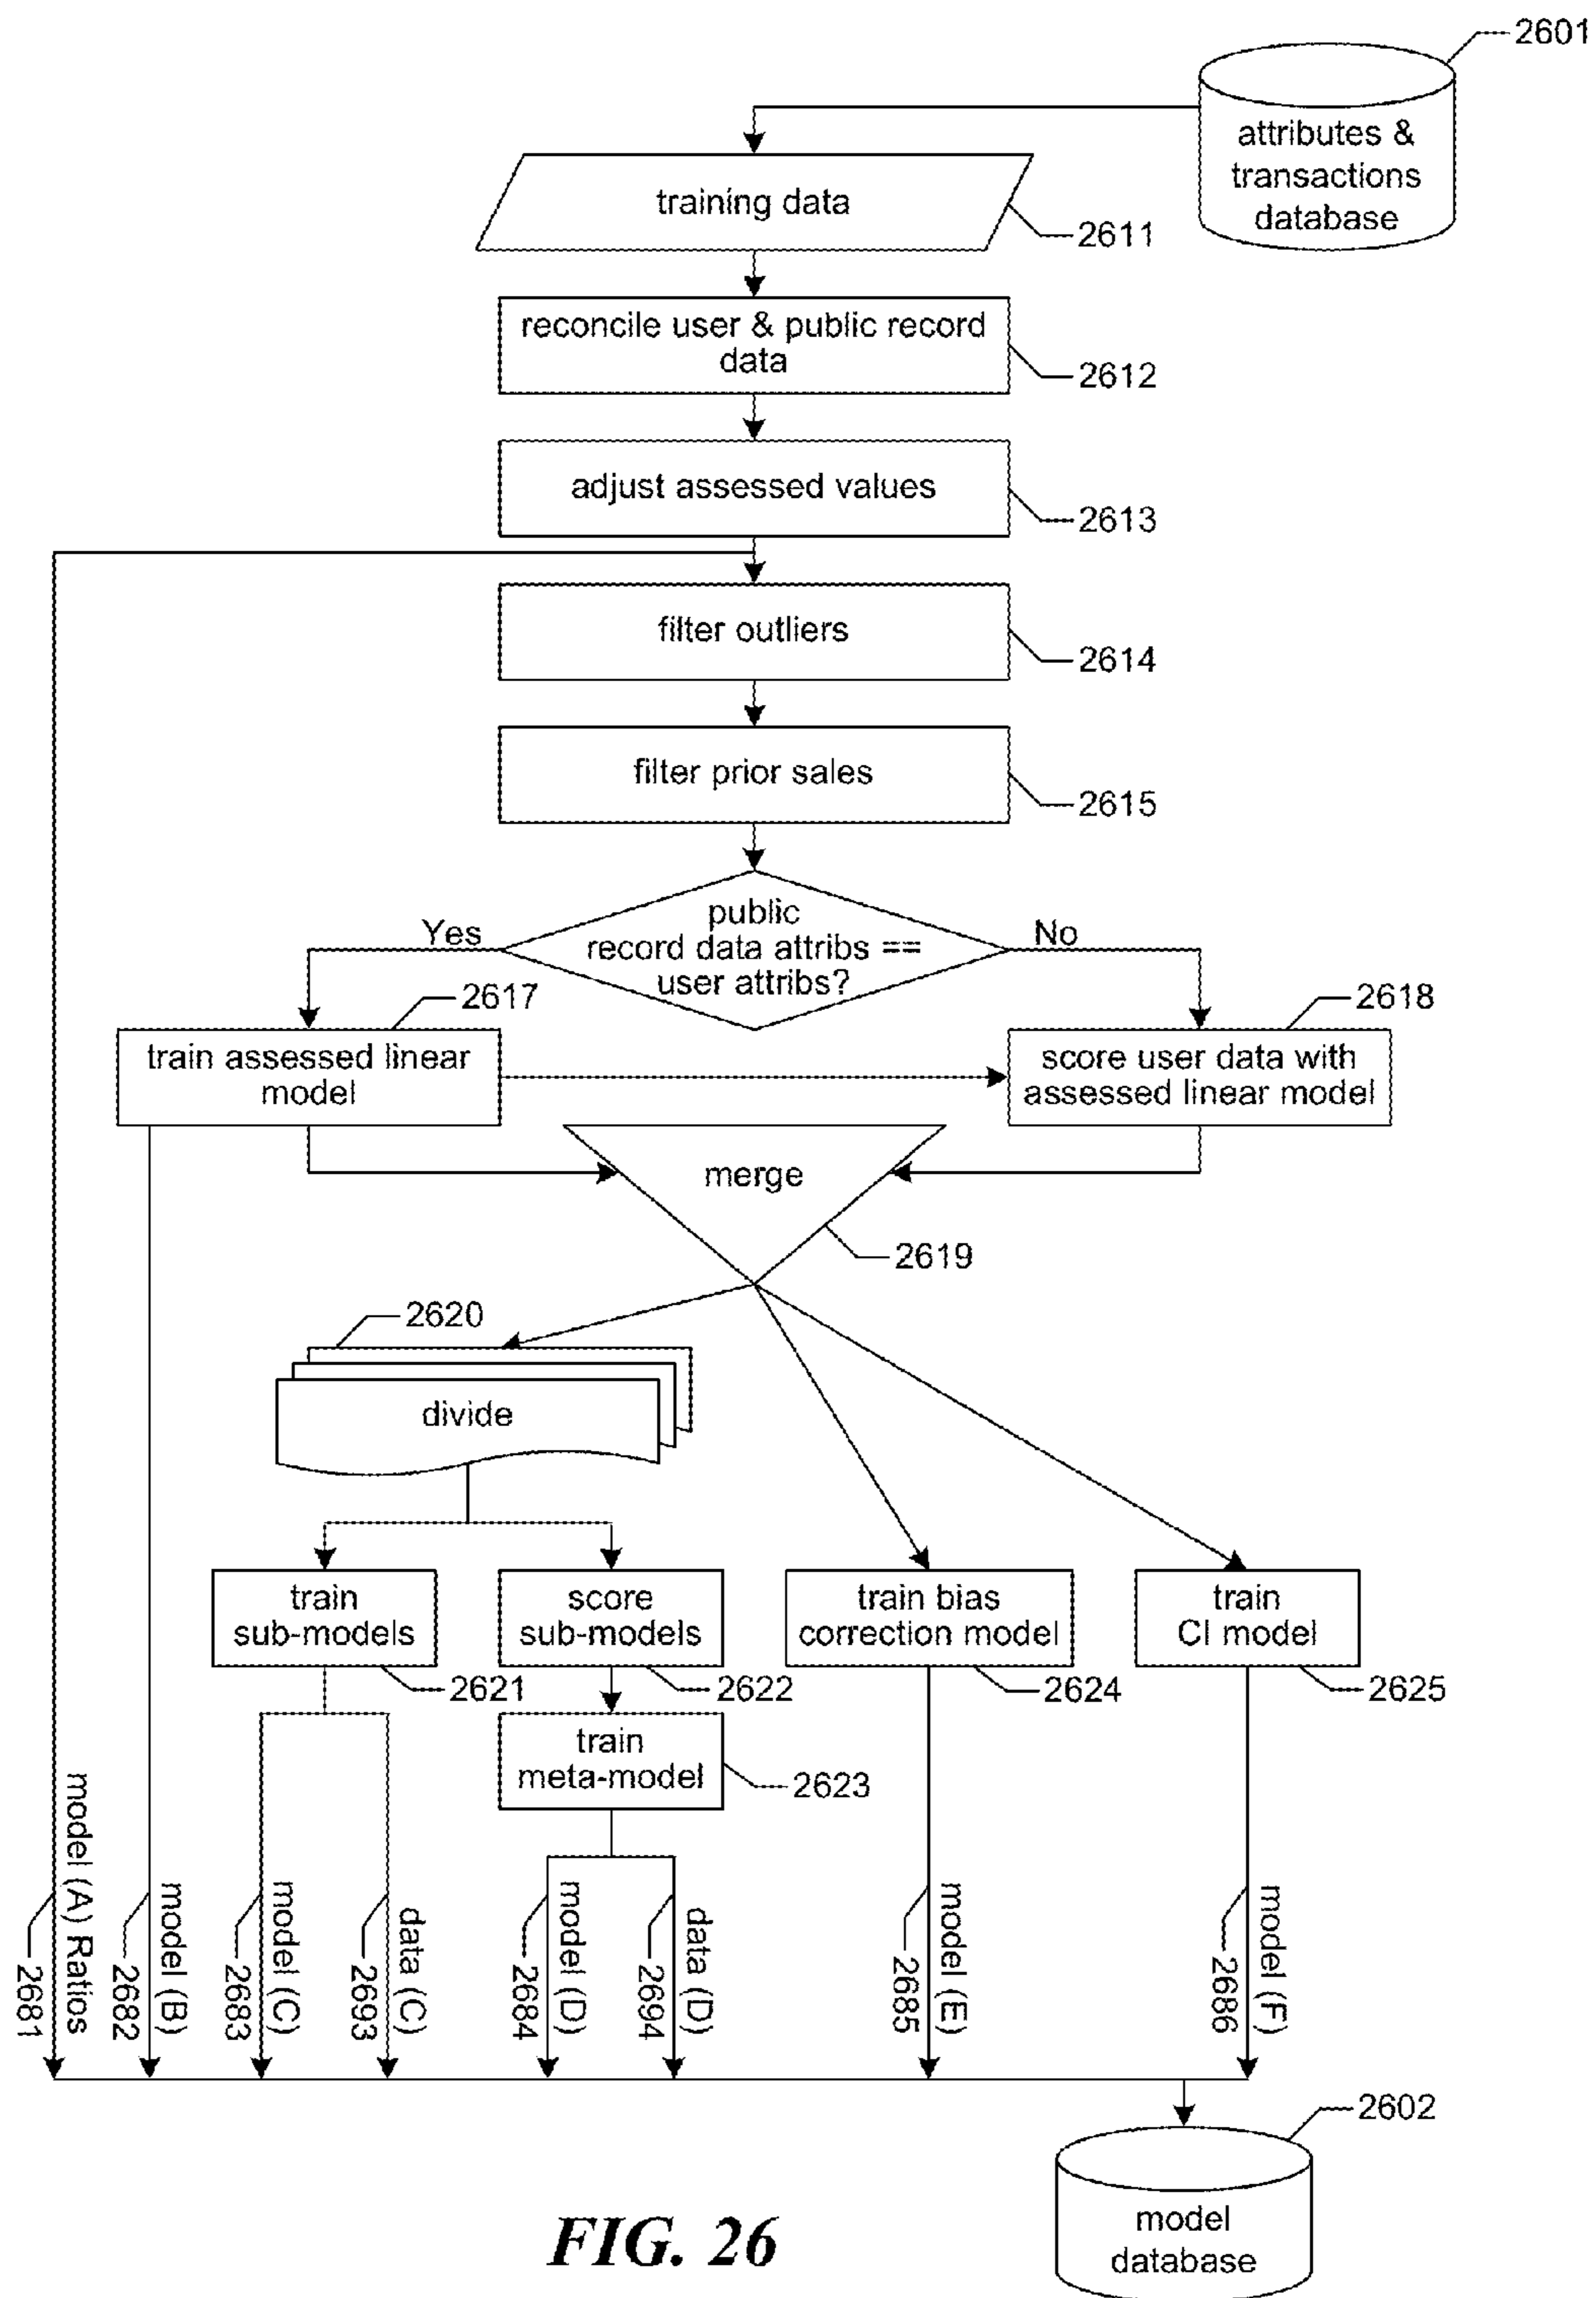 2601
attributes &
transactions
database
training data
2611
reconcile user & public record
data
2612
adjust assessed values
2613
filter outliers
2614
filter prior sales
2615
public
record data attribs ==
user attribs?
Yes
No
2617
2618
train assessed linear
model
score user data with
assessed linear model
merge
2619
2620
divide
train
sub-models
2621
score
sub-models
2622
train bias
correction model
2624
train
CI model
2625
train
meta-model
2623
model (A) Ratios
2681
model (B)
2682
model (C)
2683
data (C)
2693
model (D)
2684
data (D)
2694
model (E)
2685
model (F)
2686
2602
model
database
FIG. 26